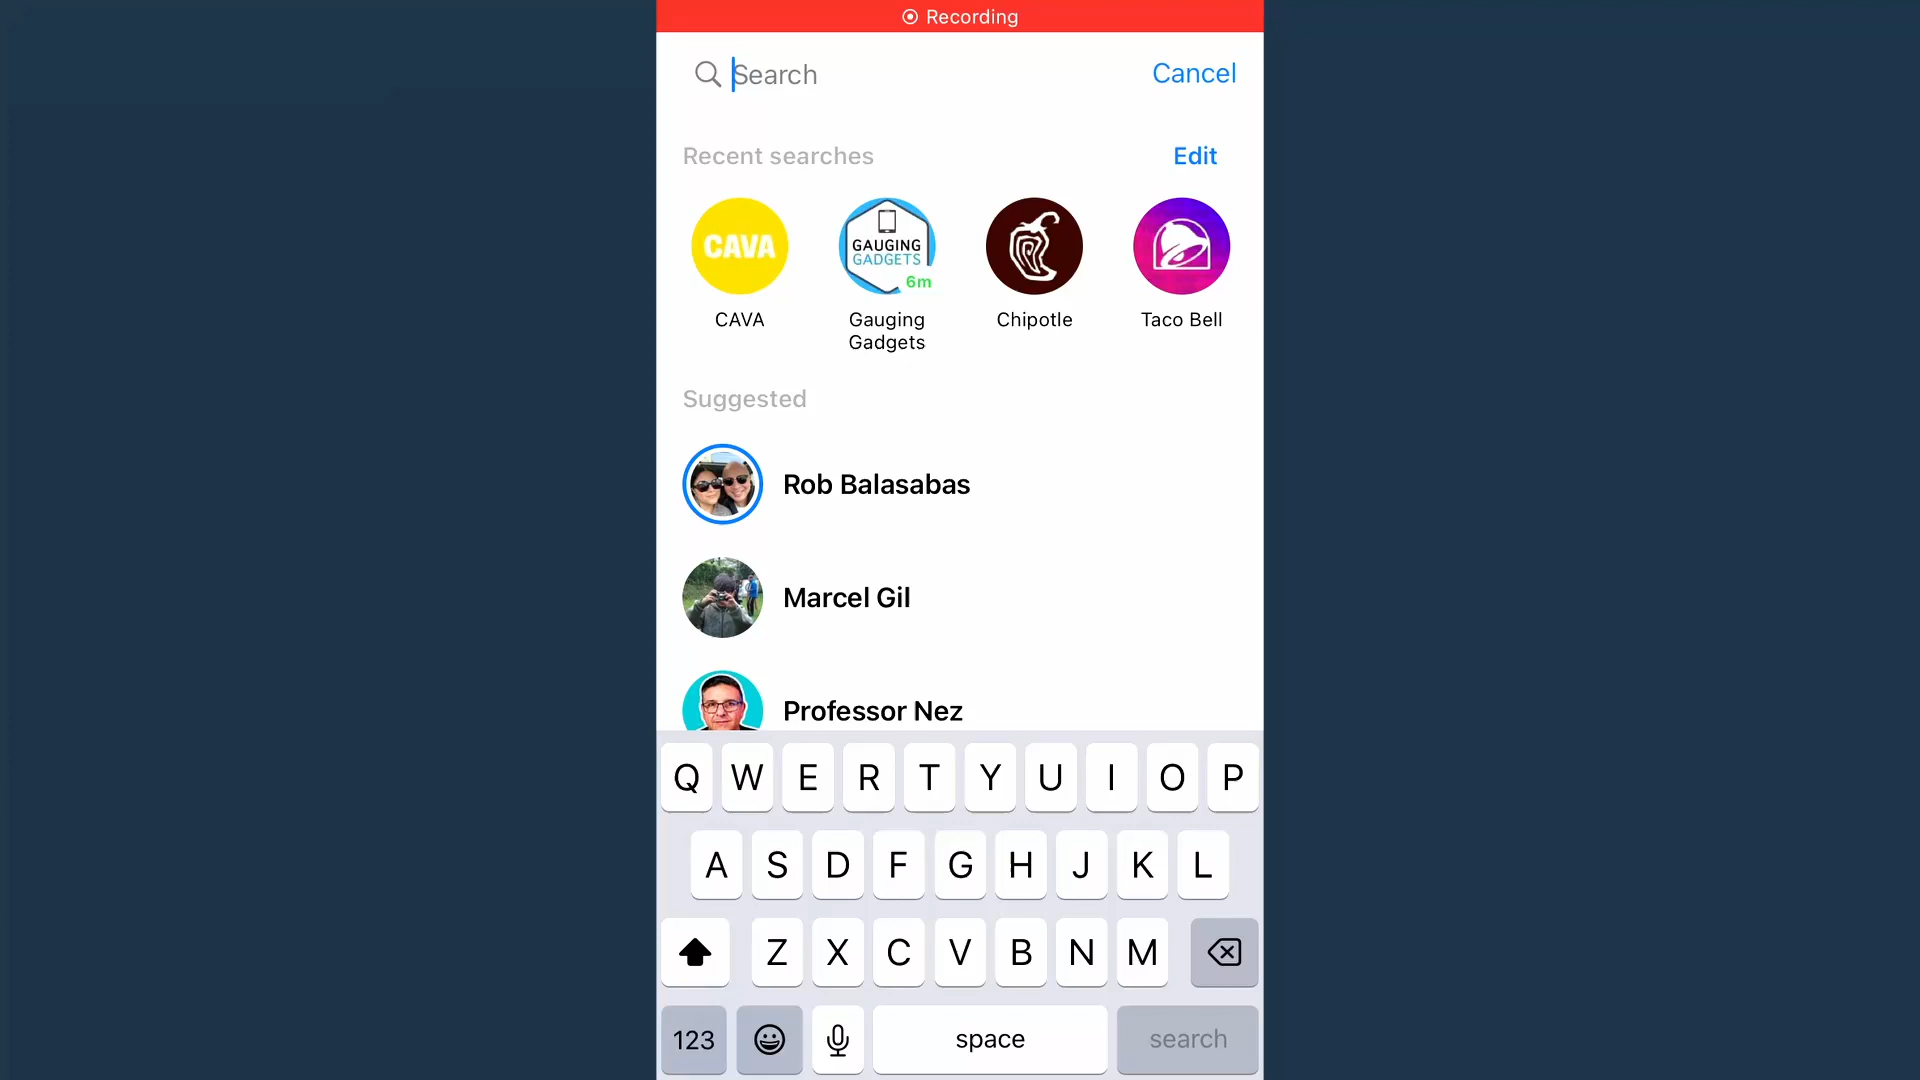 Recording
Search
Cancel
Recent searches
Edit
CAVA
GAUGING
GADGETS
6m
CAVA
Gauging
Gadgets
Chipotle
Taco Bell
Suggested
Rob Balasabas
Marcel Gil
Professor Nez
Q W E R T Y U I O P
A S D F G H J K L
Z X C V B N M
123
space
search